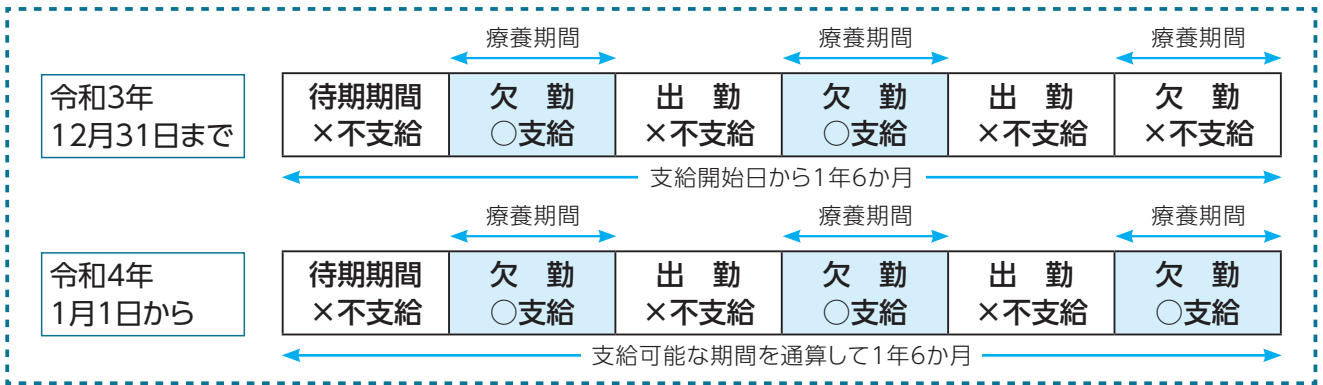 療養期間 療養期間 療養期間
令和3年
12月31日まで
待期期間 欠 勤 出 勤 欠 勤 出 勤 欠 勤
×不支給 ○支給 ×不支給 ○支給 ×不支給 ×不支給
支給開始日から1年6か月
療養期間 療養期間 療養期間
令和4年
1月1日から
待期期間 欠 勤 出 勤 欠 勤 出 勤 欠 勤
×不支給 ○支給 ×不支給 ○支給 ×不支給 ○支給
支給可能な期間を通算して1年6か月